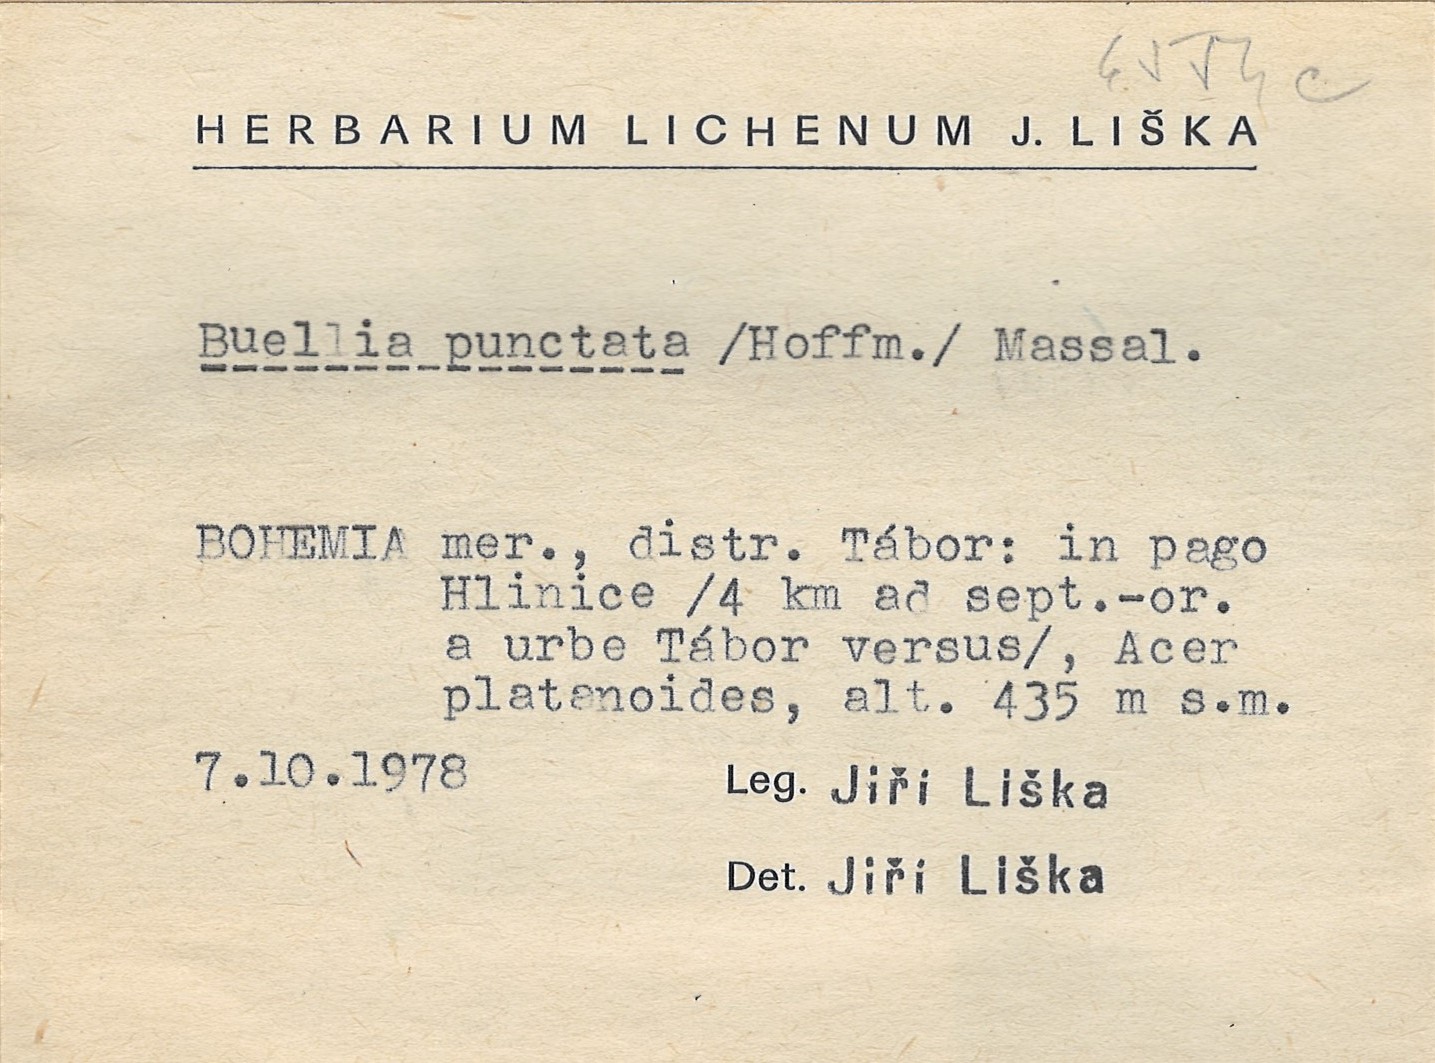 HERBARIUM LICHENUM J. LIŠKA
Buellia punctata /Hoffm./ Massal.
BOHEMIA mer., distr. Tábor: in pago
Hlinice /4 km ad sept.-or.
a urbe Tábor versus/, Acer
platanoides, alt. 435 m s.m.
7.10.1978
Leg. Jiří Liška
Det. Jiří Liška